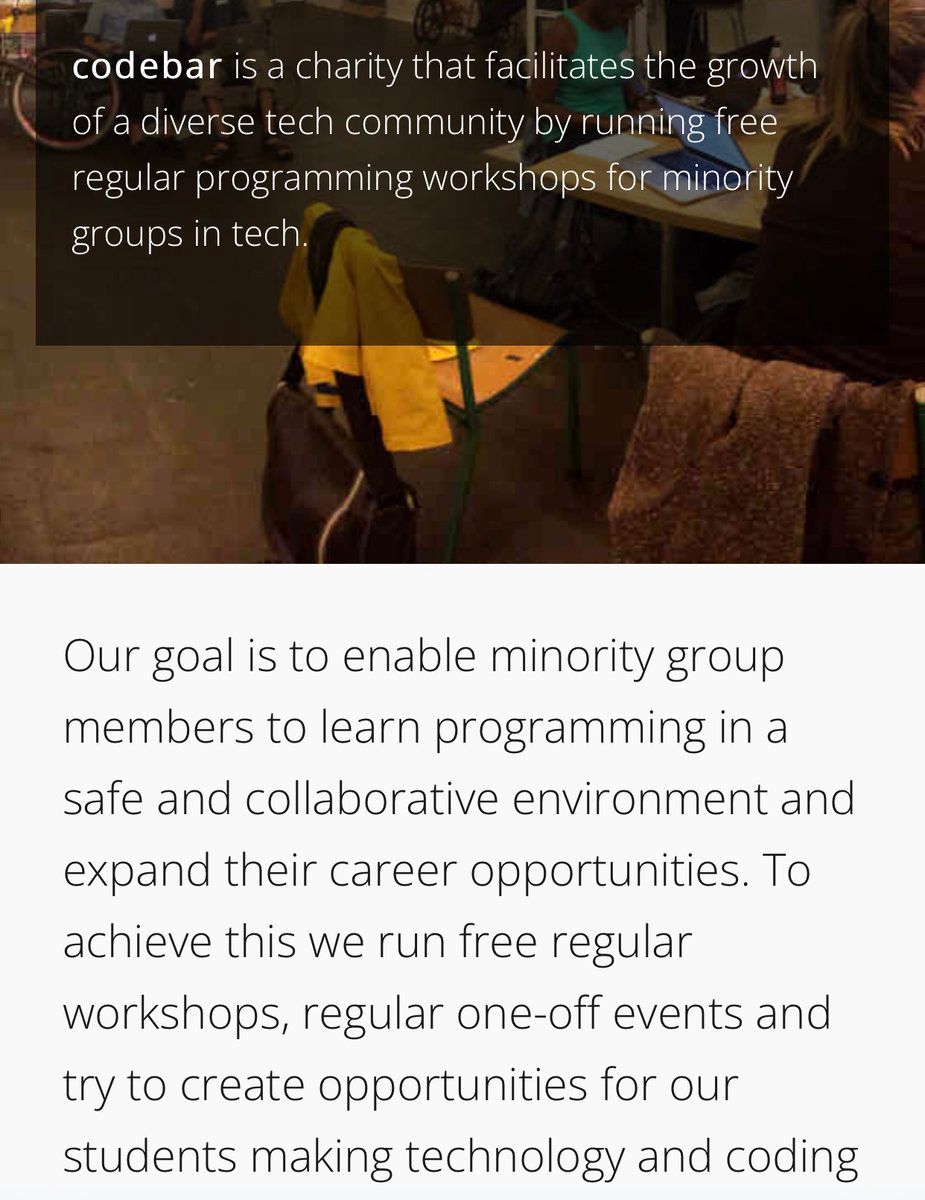 codebar is a charity that facilitates the growth
of a diverse tech community by running free
regular programming workshops for minority
groups in tech.
Our goal is to enable minority group
members to learn programming in a
safe and collaborative environment and
expand their career opportunities. To
achieve this we run free regular
workshops, regular one-off events and
try to create opportunities for our
students making technology and coding